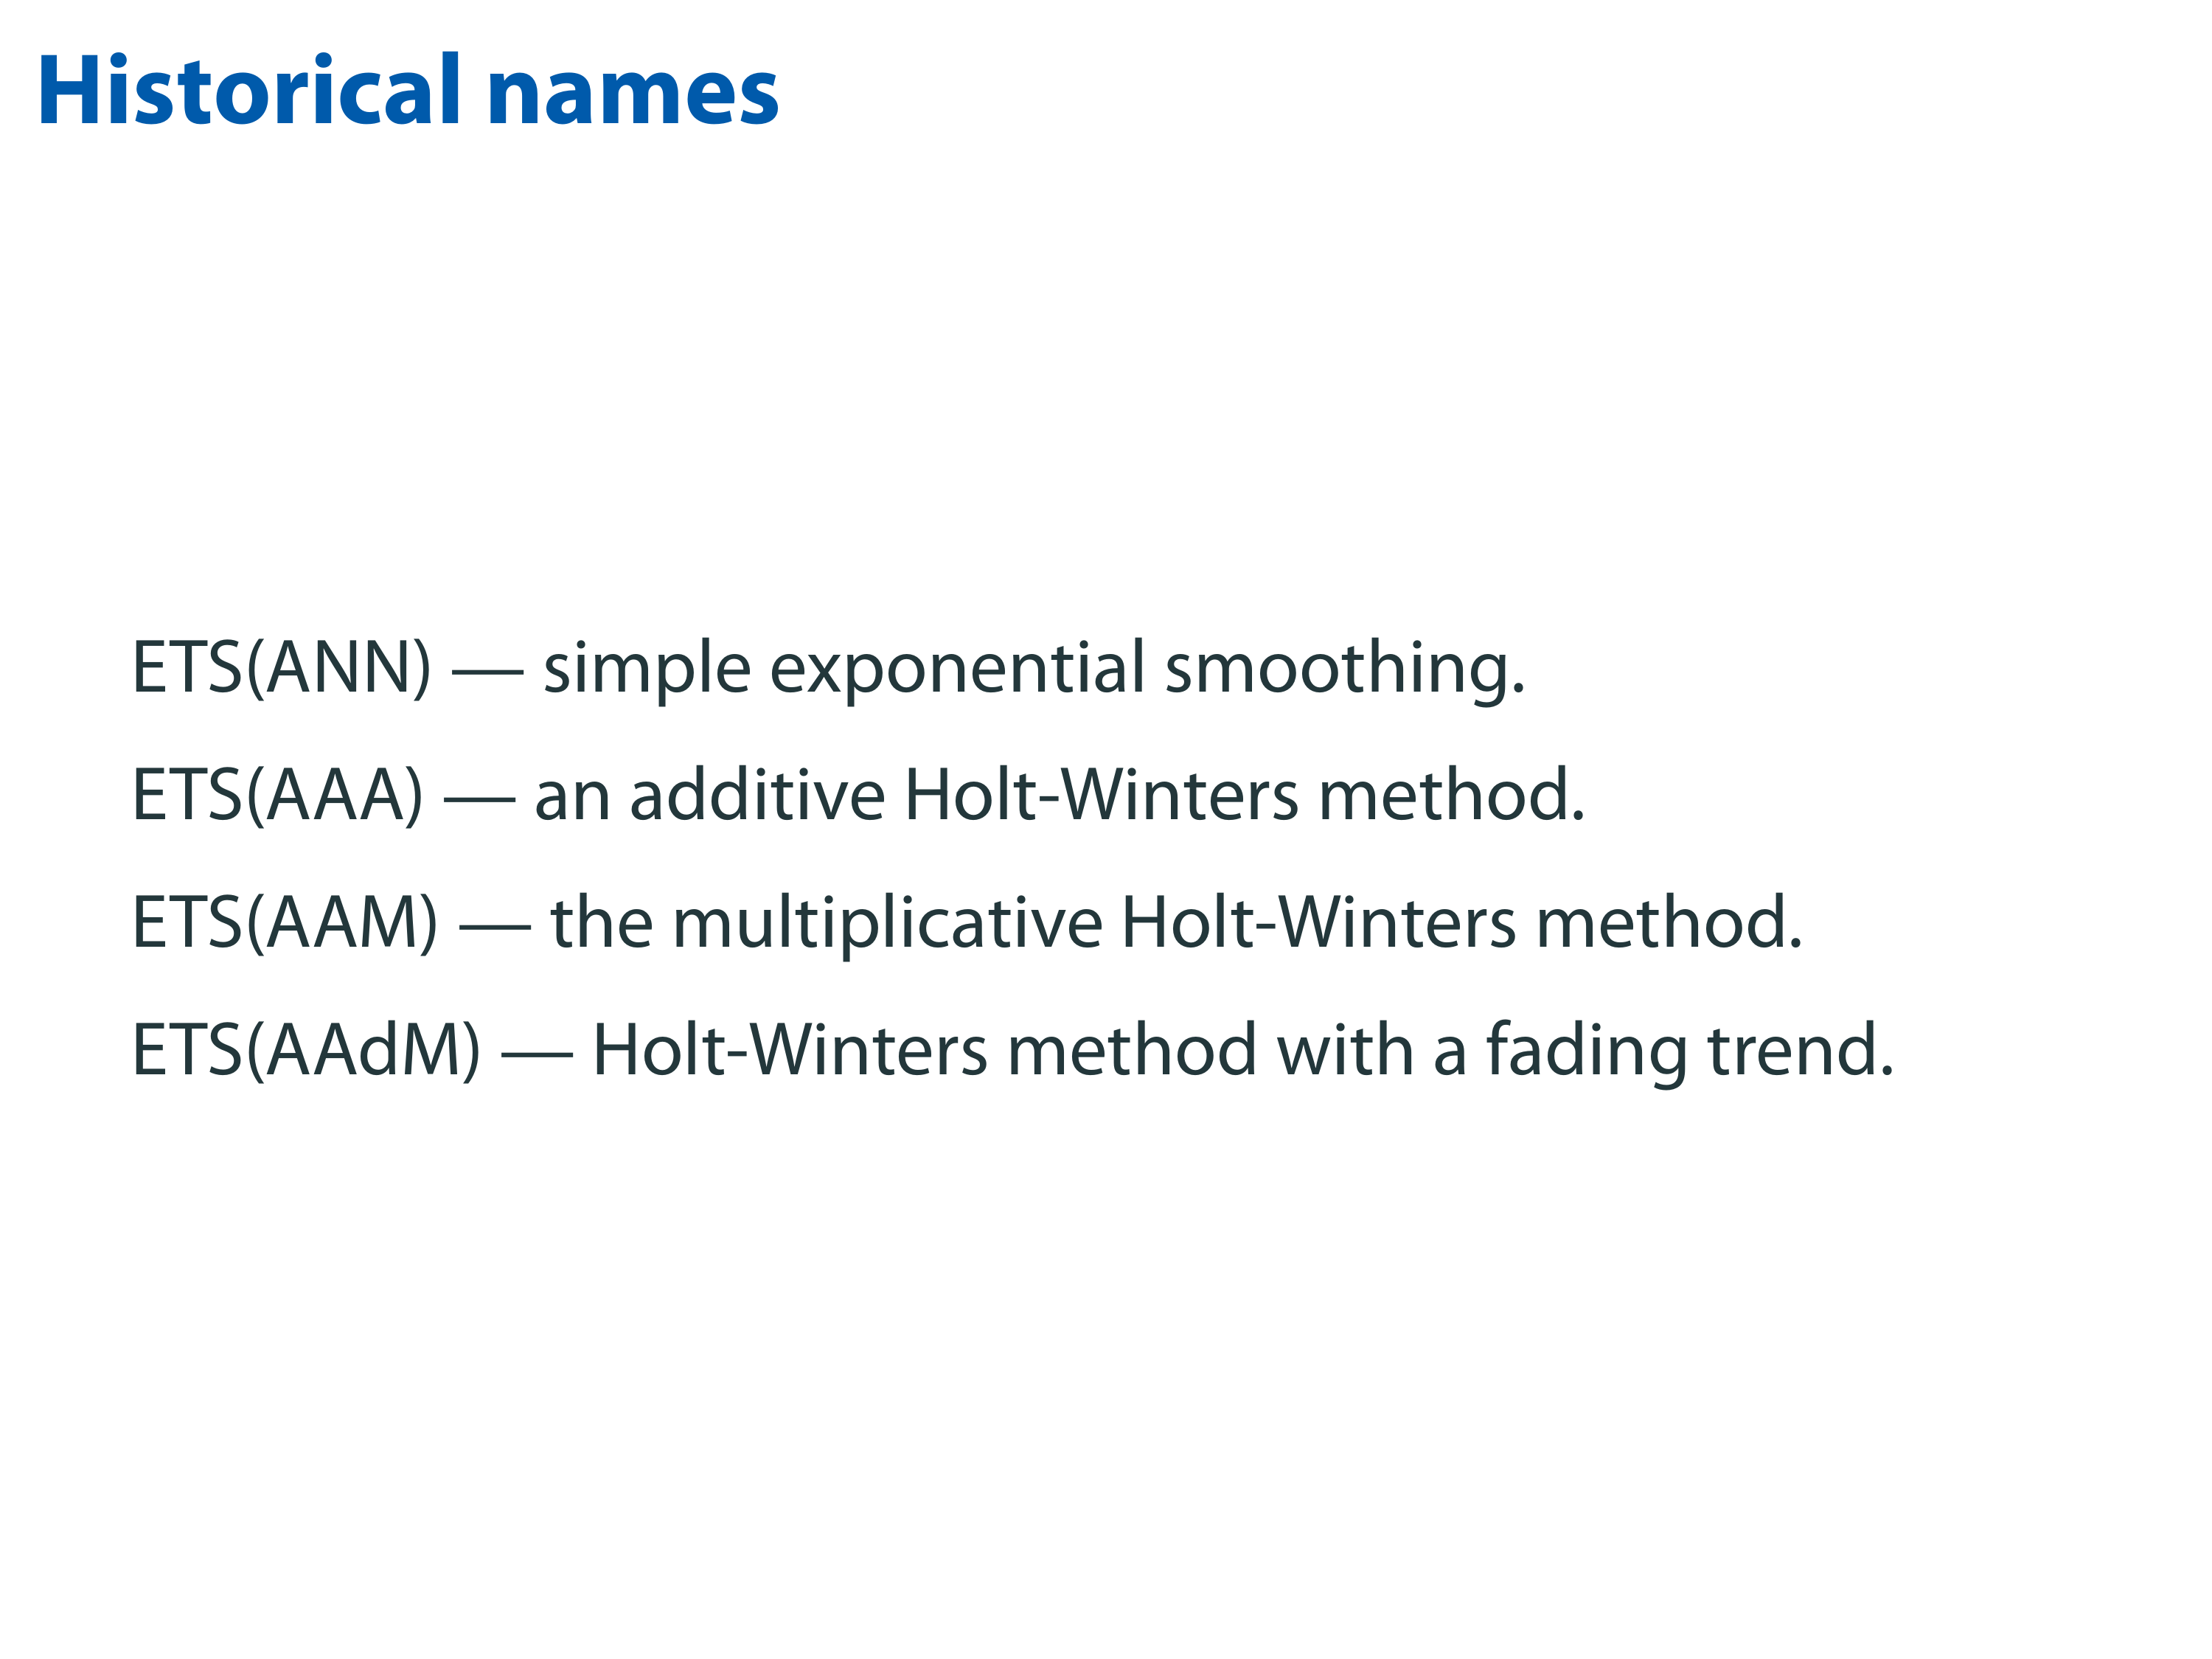 Historical names
ETS(ANN) — simple exponential smoothing.
ETS(AAA) — an additive Holt-Winters method.
ETS(AAM) — the multiplicative Holt-Winters method.
ETS(AAdM) — Holt-Winters method with a fading trend.